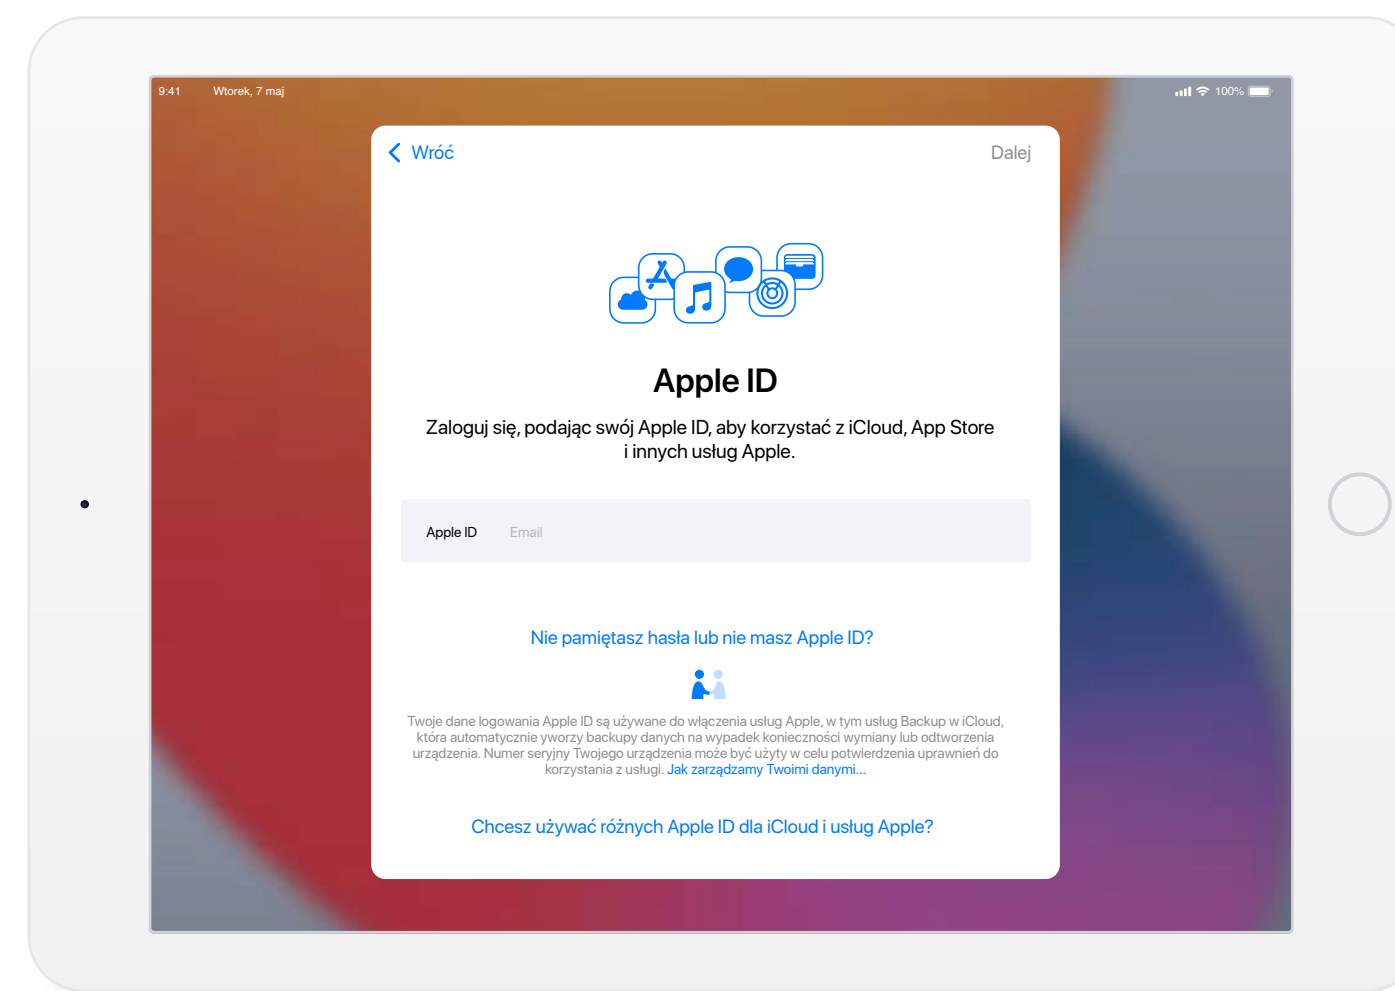 9:41 Wtorek, 7 maj 100%
Wróć Dalej
Apple ID
Zaloguj się, podając swój Apple ID, aby korzystać z iCloud, App Store
i innych usług Apple.
Apple ID Email
Nie pamiętasz hasła lub nie masz Apple ID?
Twoje dane logowania Apple ID są używane do włączenia usług Apple, w tym usług Backup w iCloud,
która automatycznie yworzy backupy danych na wypadek konieczności wymiany lub odtworzenia
urządzenia. Numer seryjny Twojego urządzenia może być użyty w celu potwierdzenia uprawnień do
korzystania z usługi. Jak zarządzamy Twoimi danymi...
Chcesz używać różnych Apple ID dla iCloud i usług Apple?